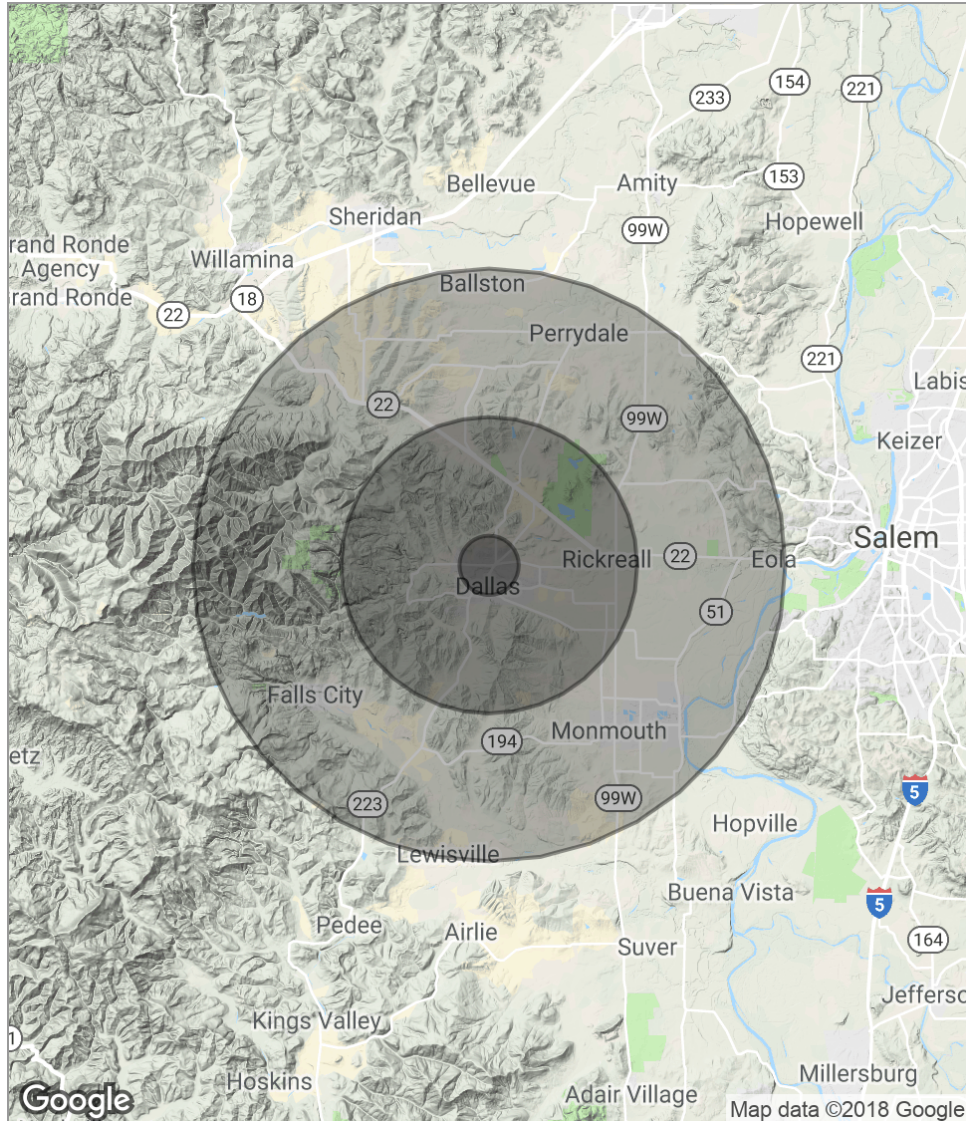 154
233
221
Bellevue
Amity
153
Sheridan
Hopewell
99W
rand Ronde
Agency
Willamina
rand Ronde
18
22
Ballston
Perrydale
221
Labis
22
99W
Keizer
Salem
Rickreall
22
Eola
Dallas
51
Falls City
Monmouth
194
etz
5
99W
223
Hopville
Lewisville
Buena Vista
5
Pedee
Airlie
Suver
164
Jefferso
Kings Valley
1
Hoskins
Millersburg
Adair Village
Google
Map data ©2018 Google